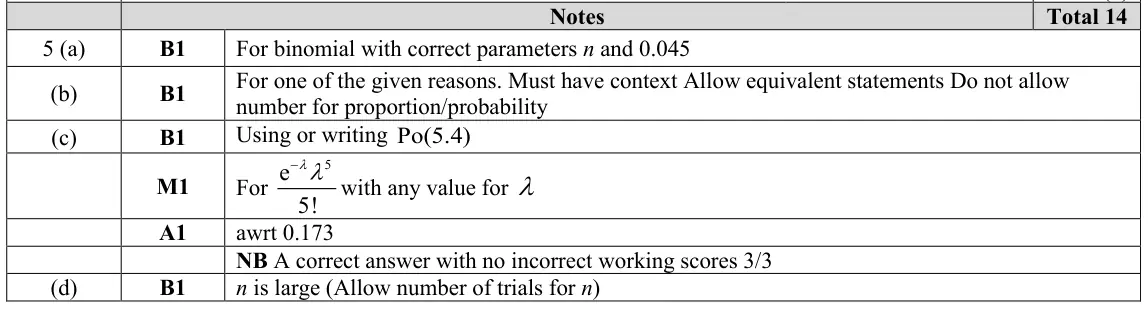 Notes Total 14
5 (a) B1 For binomial with correct parameters n and 0.045
(b) B1 For one of the given reasons. Must have context Allow equivalent statements Do not allow
number for proportion/probability
(c) B1 Using or writing Po(5.4)
M1 For e^{−λ}λ^5/5! with any value for λ
A1 awrt 0.173
NB A correct answer with no incorrect working scores 3/3
(d) B1 n is large (Allow number of trials for n)